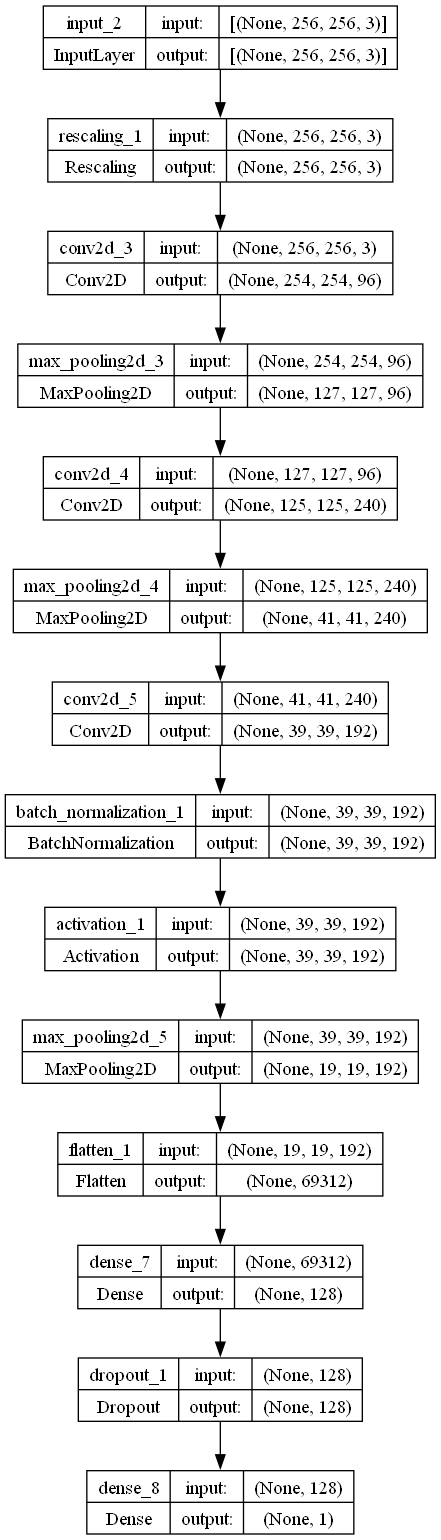 input_2 input: [(None, 256, 256, 3)]
InputLayer output: [(None, 256, 256, 3)]
rescaling_1 input: (None, 256, 256, 3)
Rescaling output: (None, 256, 256, 3)
conv2d_3 input: (None, 256, 256, 3)
Conv2D output: (None, 254, 254, 96)
max_pooling2d_3 input: (None, 254, 254, 96)
MaxPooling2D output: (None, 127, 127, 96)
conv2d_4 input: (None, 127, 127, 96)
Conv2D output: (None, 125, 125, 240)
max_pooling2d_4 input: (None, 125, 125, 240)
MaxPooling2D output: (None, 41, 41, 240)
conv2d_5 input: (None, 41, 41, 240)
Conv2D output: (None, 39, 39, 192)
batch_normalization_1 input: (None, 39, 39, 192)
BatchNormalization output: (None, 39, 39, 192)
activation_1 input: (None, 39, 39, 192)
Activation output: (None, 39, 39, 192)
max_pooling2d_5 input: (None, 39, 39, 192)
MaxPooling2D output: (None, 19, 19, 192)
flatten_1 input: (None, 19, 19, 192)
Flatten output: (None, 69312)
dense_7 input: (None, 69312)
Dense output: (None, 128)
dropout_1 input: (None, 128)
Dropout output: (None, 128)
dense_8 input: (None, 128)
Dense output: (None, 1)